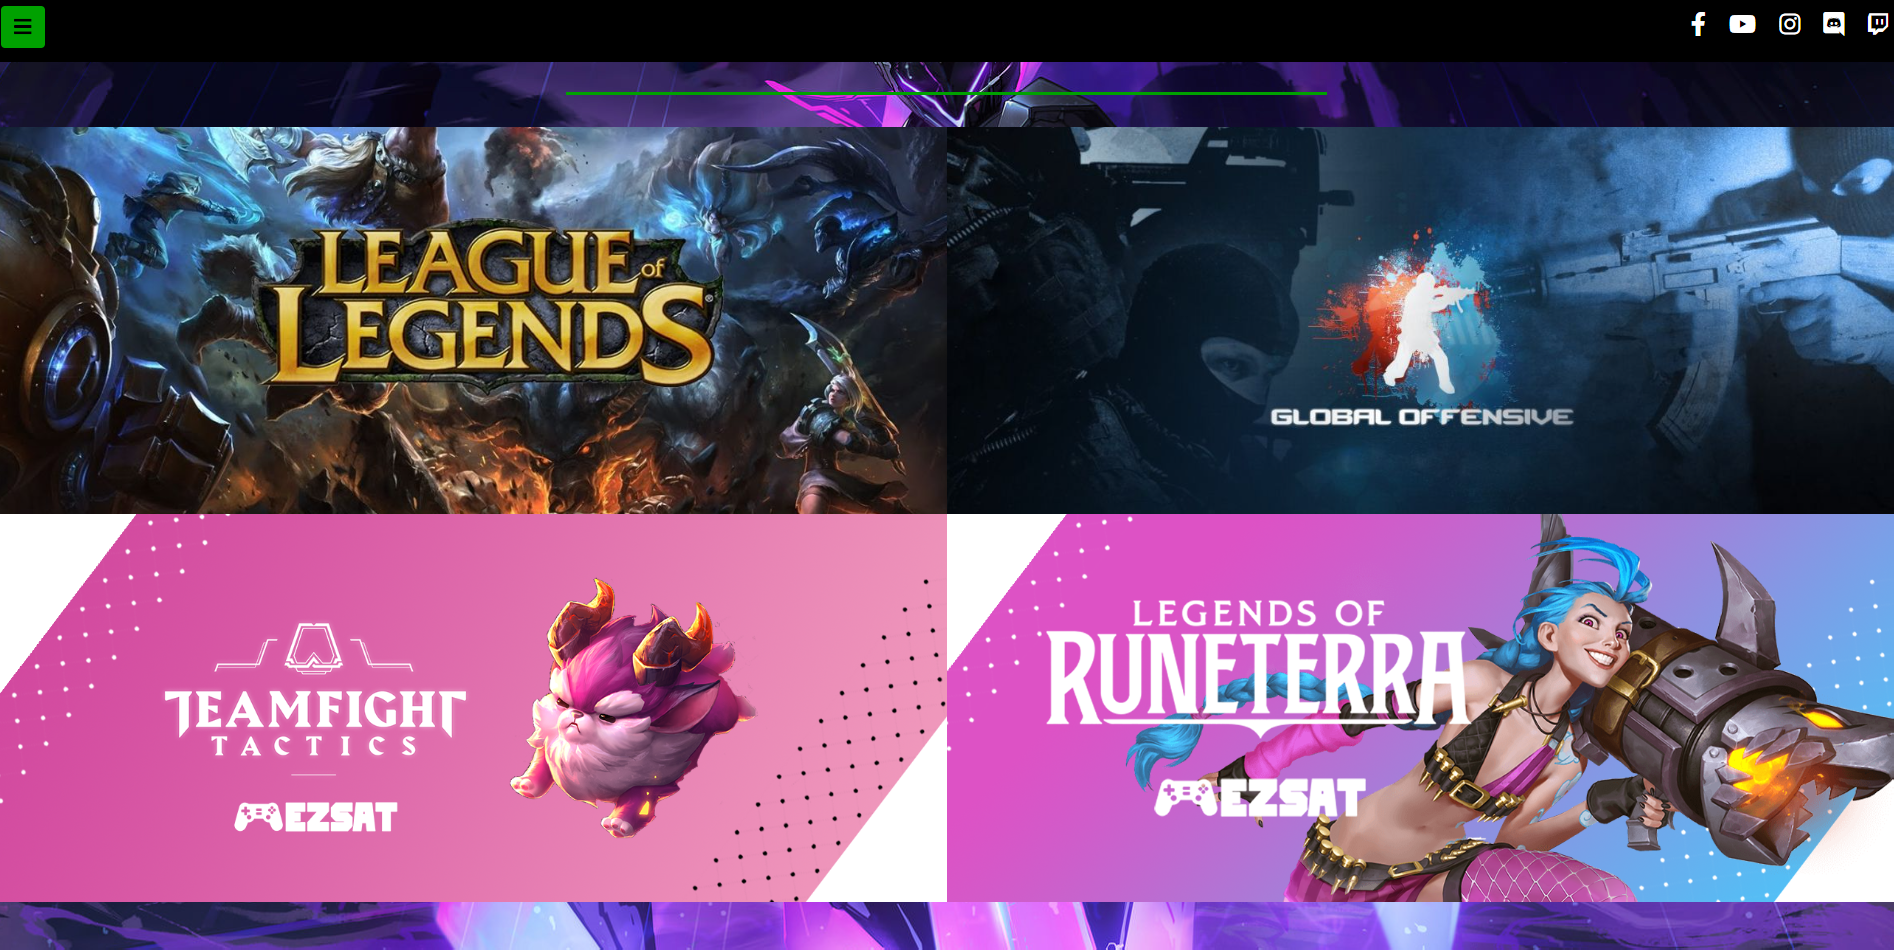 LEAGUE of
LEGENDS®
GLOBAL OFFENSIVE
TEAMFIGHT
TACTICS
EZSAT
LEGENDS OF
RUNETERRA
EZSAT